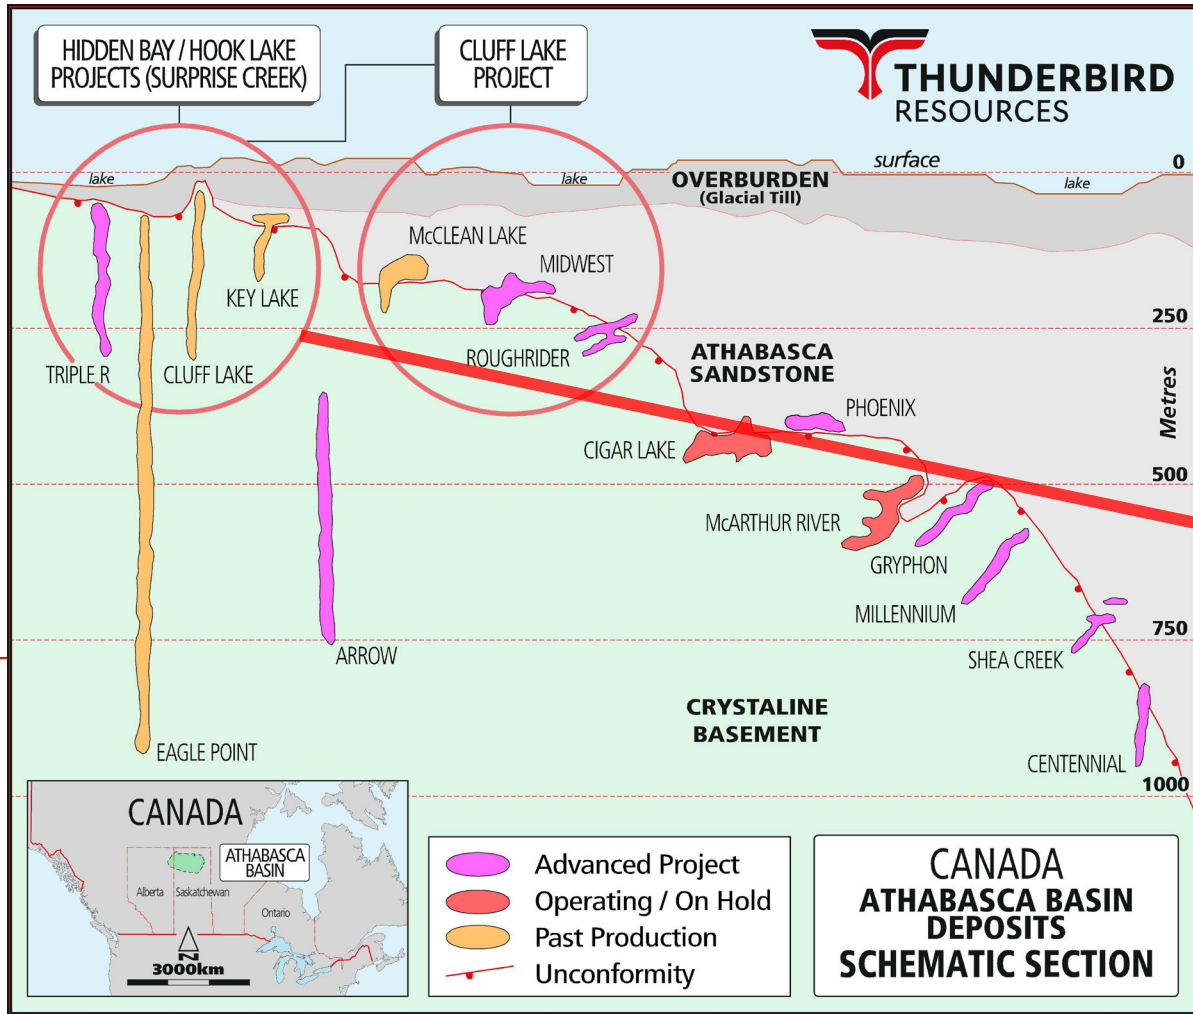 HIDDEN BAY / HOOK LAKE
PROJECTS (SURPRISE CREEK)
CLUFF LAKE
PROJECT
THUNDERBIRD
RESOURCES
surface
0
lake
lake
lake
OVERBURDEN
(Glacial Till)
McCLEAN LAKE
MIDWEST
KEY LAKE
250
ROUGHRIDER
ATHABASCA
SANDSTONE
TRIPLE R
CLUFF LAKE
Metres
PHOENIX
CIGAR LAKE
500
McARTHUR RIVER
GRYPHON
MILLENNIUM
750
ARROW
SHEA CREEK
CRYSTALINE
BASEMENT
EAGLE POINT
CENTENNIAL
1000
CANADA
ATHABASCA
BASIN
Alberta
Saskatchewan
Ontario
N
3000km
Advanced Project
Operating / On Hold
Past Production
Unconformity
CANADA
ATHABASCA BASIN
DEPOSITS
SCHEMATIC SECTION